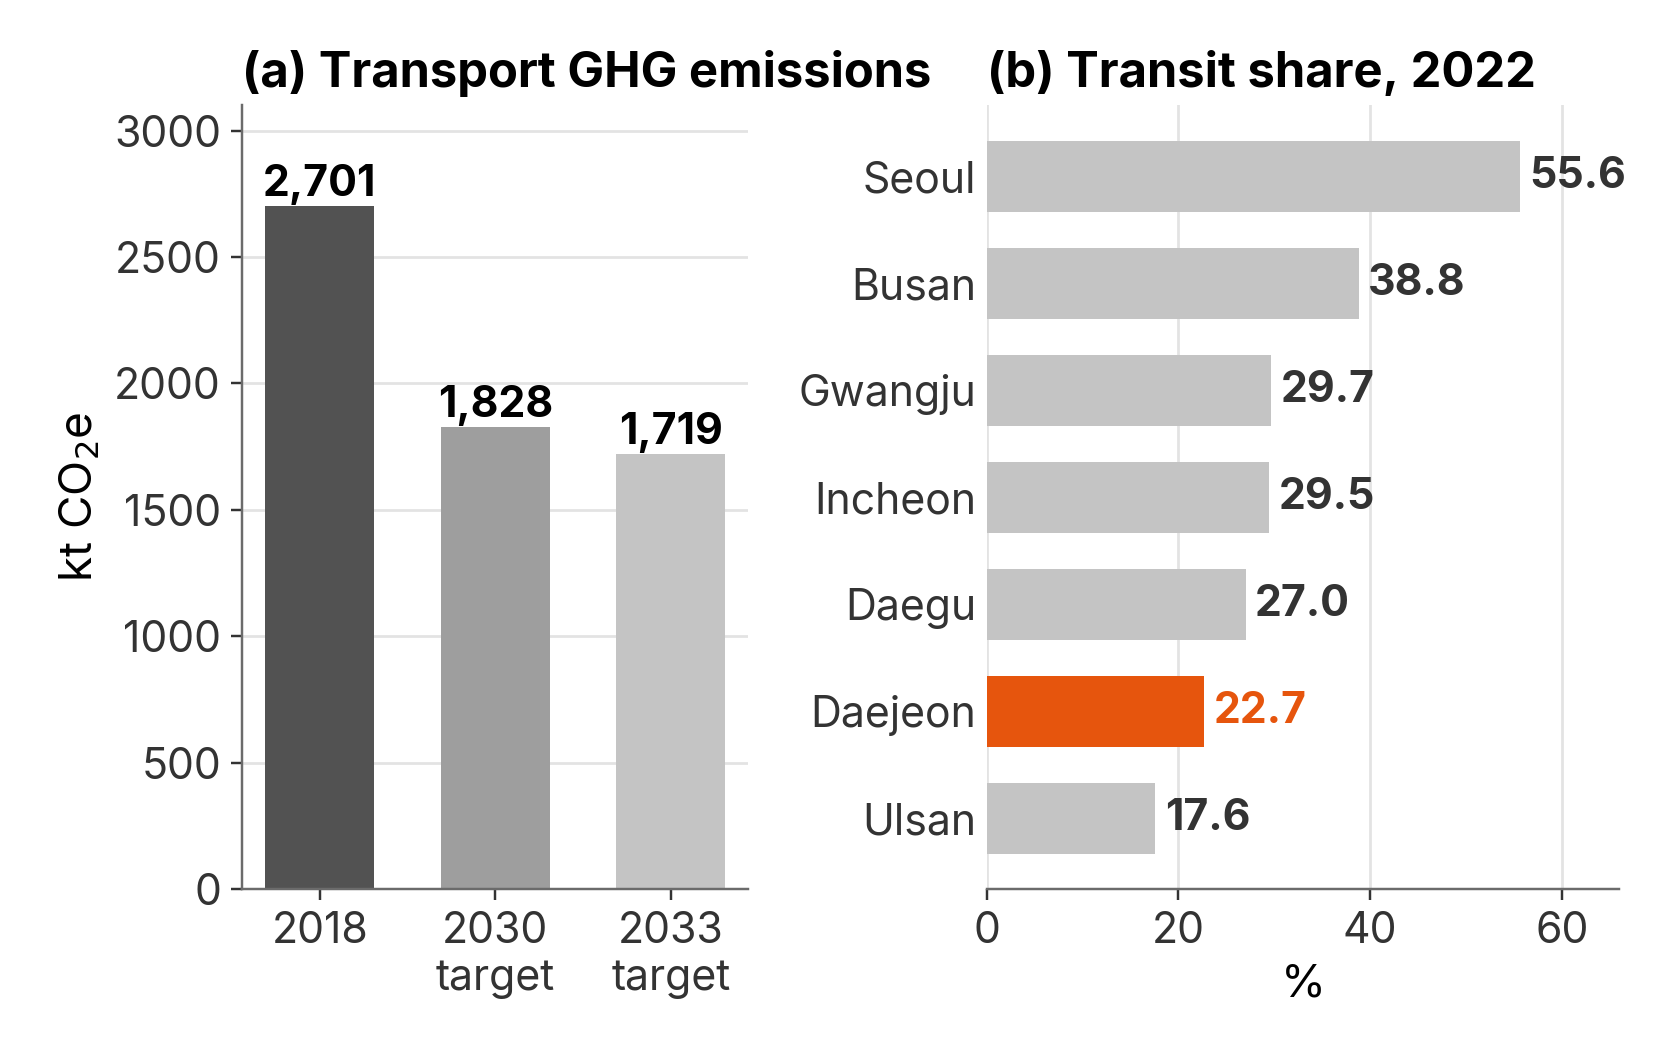 (a) Transport GHG emissions
kt CO₂e
3000
2500
2000
1500
1000
500
0
2,701
1,828
1,719
2018
2030
target
2033
target
(b) Transit share, 2022
Seoul 55.6
Busan 38.8
Gwangju 29.7
Incheon 29.5
Daegu 27.0
Daejeon 22.7
Ulsan 17.6
0 20 40 60
%